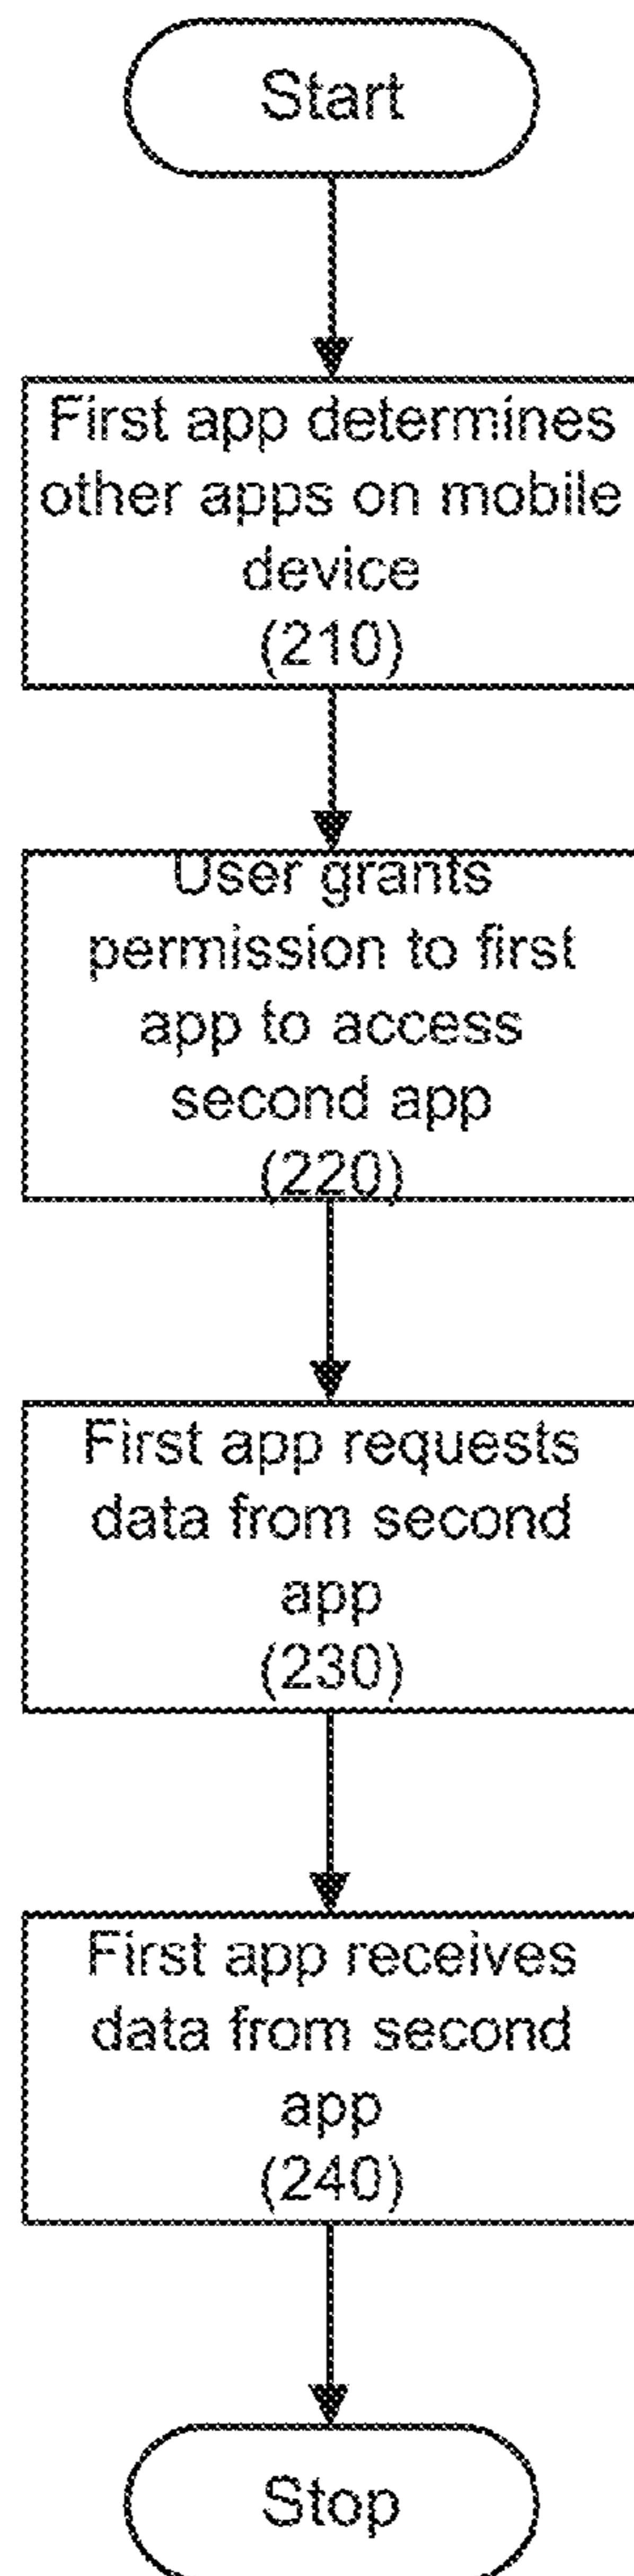 Start
First app determines
other apps on mobile
device
(210)
User grants
permission to first
app to access
second app
(220)
First app requests
data from second
app
(230)
First app receives
data from second
app
(240)
Stop